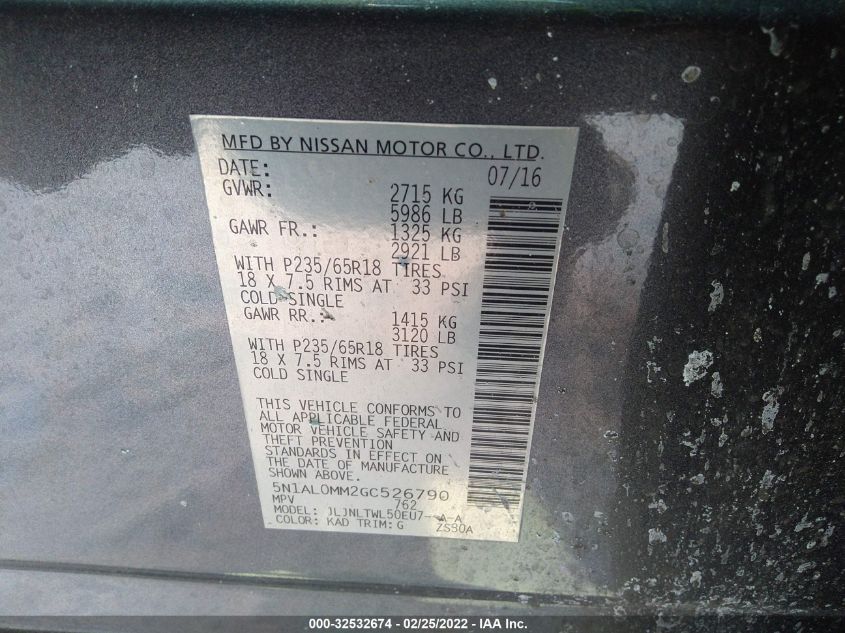 MFD BY NISSAN MOTOR CO., LTD.
DATE: 07/16
GVWR: 2715 KG
5986 LB
GAWR FR.: 1325 KG
2921 LB
WITH P235/65R18 TIRES
18 X 7.5 RIMS AT 33 PSI
COLD SINGLE
GAWR RR.: 1415 KG
3120 LB
WITH P235/65R18 TIRES
18 X 7.5 RIMS AT 33 PSI
COLD SINGLE
THIS VEHICLE CONFORMS TO
ALL APPLICABLE FEDERAL
MOTOR VEHICLE SAFETY AND
THEFT PREVENTION
STANDARDS IN EFFECT ON
THE DATE OF MANUFACTURE
SHOWN ABOVE.
5N1AL0MM2GC526790
MPV 762
MODEL: JLJNLTWL50EU7--A-A
COLOR: KAD TRIM: G ZS80A
000-32532674 - 02/25/2022 - IAA Inc.